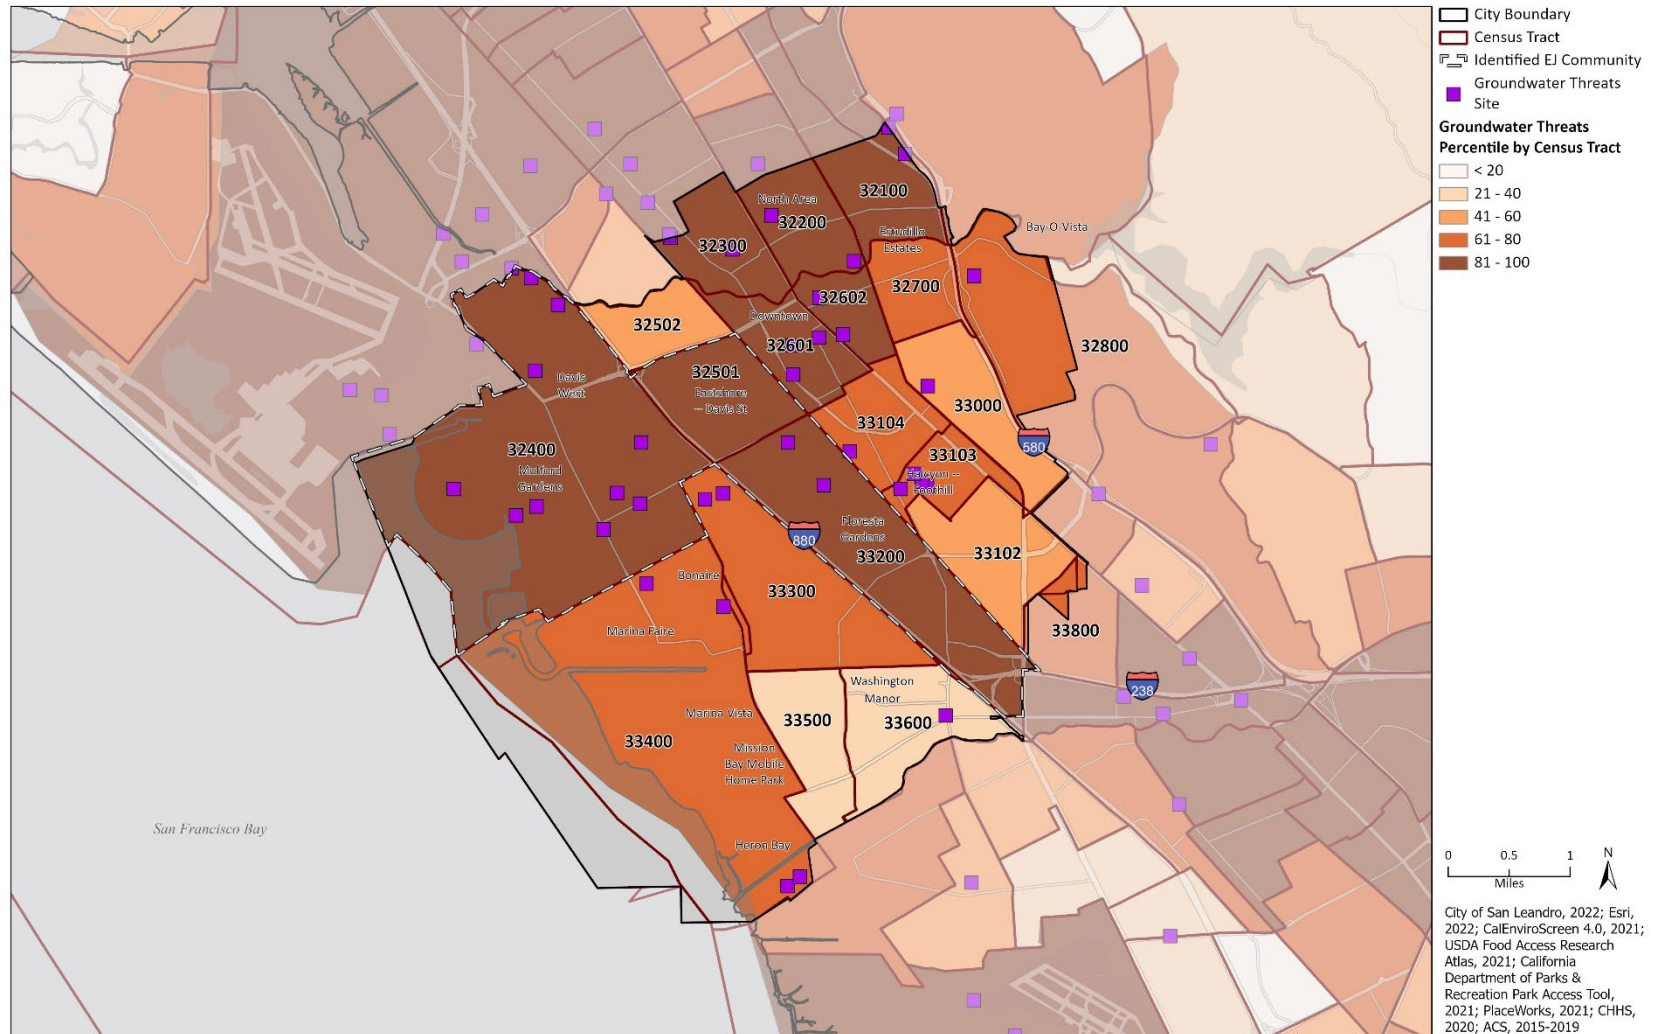 City Boundary
Census Tract
Identified EJ Community
Groundwater Threats
Site
Groundwater Threats
Percentile by Census Tract
< 20
21 - 40
41 - 60
61 - 80
81 - 100
32100
North Area
32200
Bay-O-Vista
Estudillo
Estates
32300
32700
32602
Downtown
32502
32601
32800
32501
Davis
West
Eastshore
-- Davis St
33000
33104
580
32400
33103
Mulford
Gardens
Halcyon --
Foothill
Floresta
Gardens
880
33200
33102
Bonaire
33300
Marina Faire
33800
Washington
Manor
238
Marina Vista
33500
33600
33400
Mission
Bay Mobile
Home Park
San Francisco Bay
Heron Bay
0 0.5 1
Miles
N
City of San Leandro, 2022; Esri,
2022; CalEnviroScreen 4.0, 2021;
USDA Food Access Research
Atlas, 2021; California
Department of Parks &
Recreation Park Access Tool,
2021; PlaceWorks, 2021; CHHS,
2020; ACS, 2015-2019